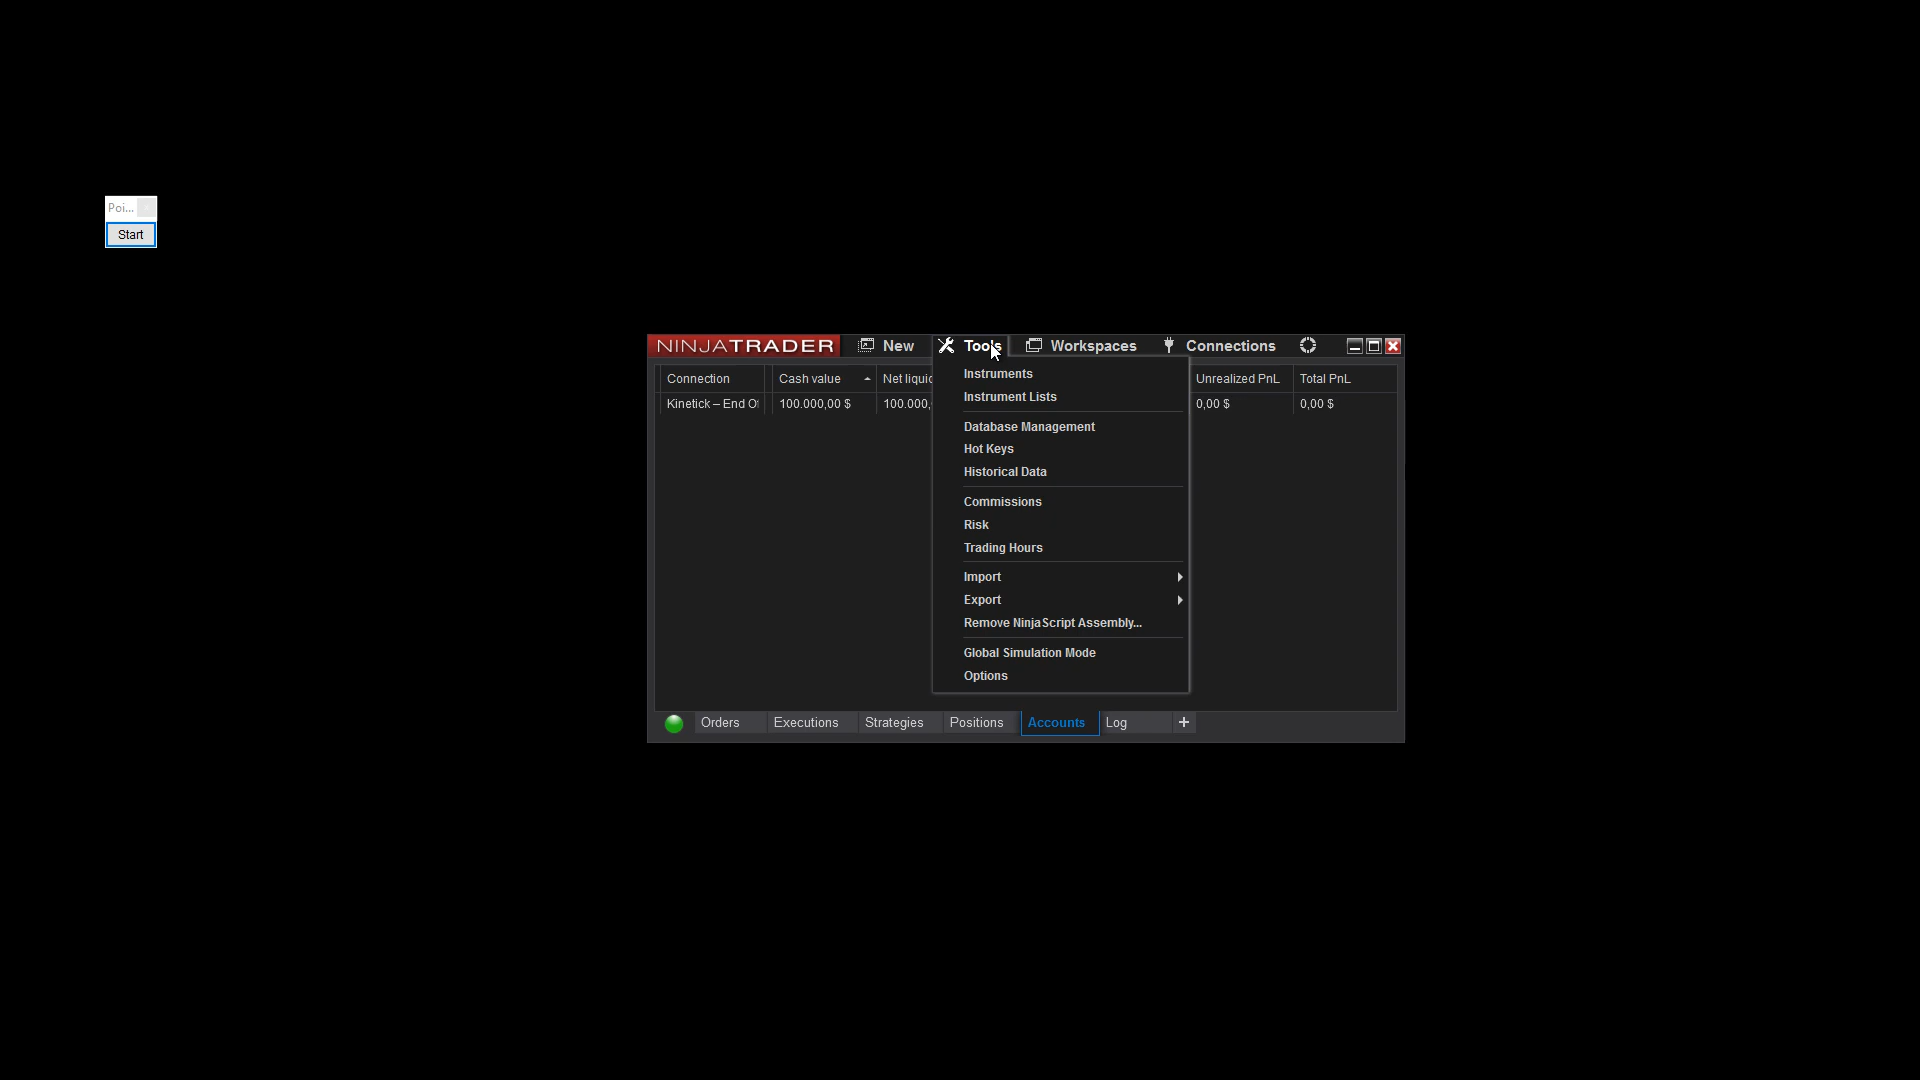 Poi...
Start
NINJATRADER New Tools Workspaces Connections
Connection Cash value Net liquid Unrealized PnL Total PnL
Kinetick – End Of 100.000,00 $ 100.000, 0,00 $ 0,00 $
Instruments
Instrument Lists
Database Management
Hot Keys
Historical Data
Commissions
Risk
Trading Hours
Import
Export
Remove NinjaScript Assembly...
Global Simulation Mode
Options
Orders Executions Strategies Positions Accounts Log +